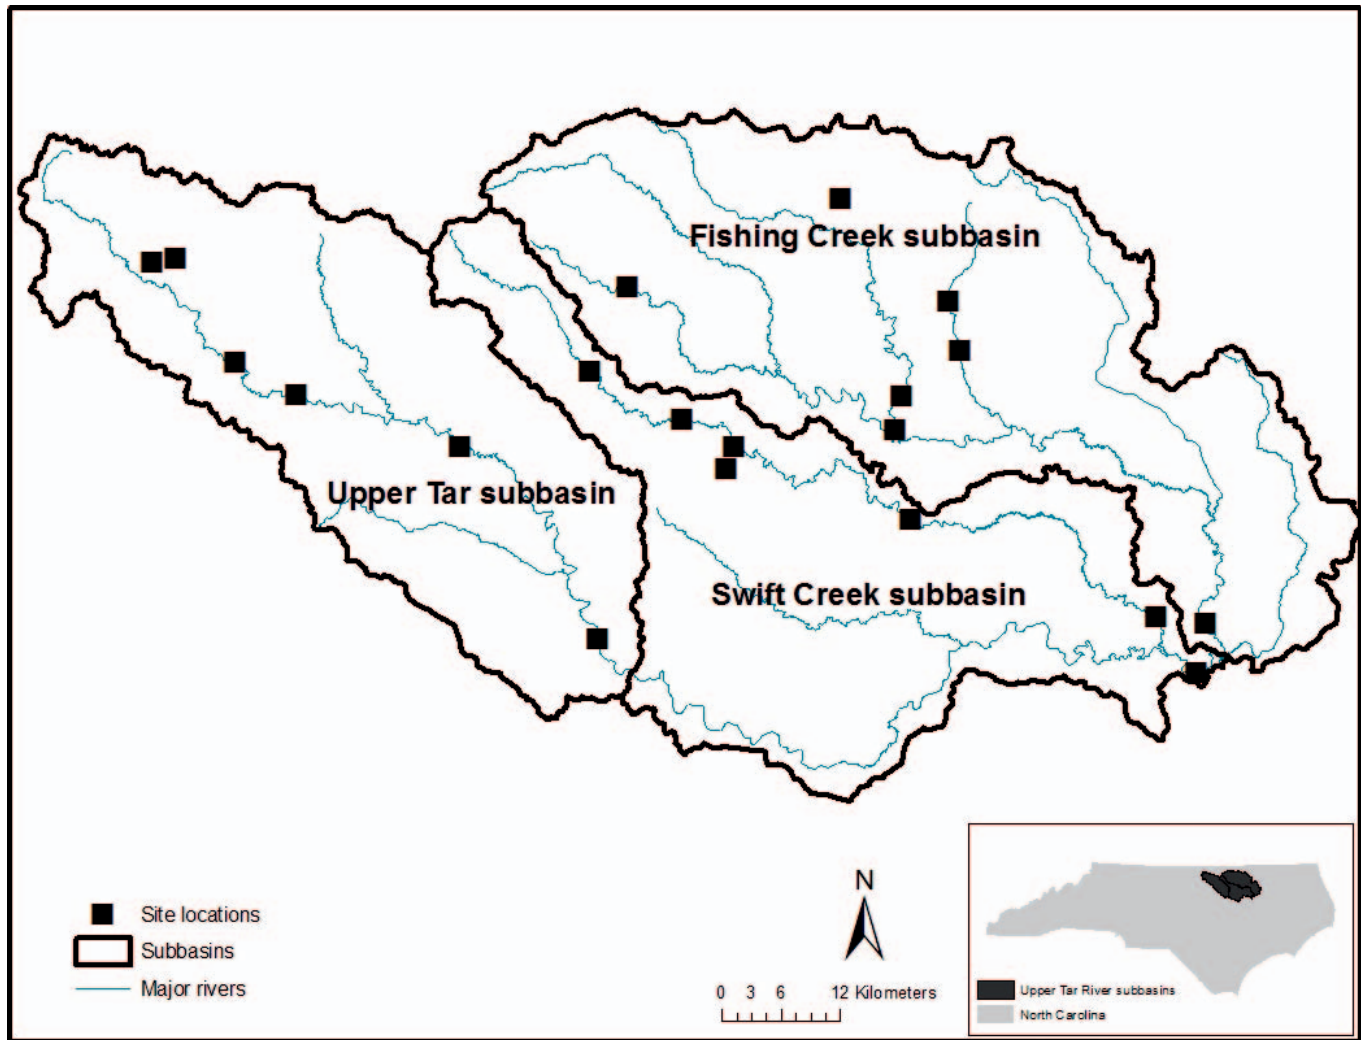 Fishing Creek subbasin
Upper Tar subbasin
Swift Creek subbasin
N
Site locations
Subbasins
Major rivers
0 3 6 12 Kilometers
Upper Tar River subbasins
North Carolina